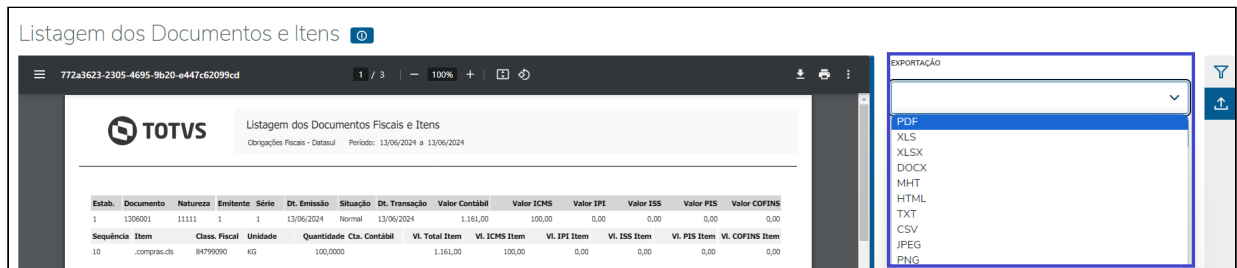 Listagem dos Documentos e Itens
772a3623-2305-4695-9b20-e447c62099cd 1 / 3 100%
TOTVS
Listagem dos Documentos Fiscais e Itens
Obrigações Fiscais - Datasul Período: 13/06/2024 a 13/06/2024
Estab. Documento Natureza Emitente Série Dt. Emissão Situação Dt. Transação Valor Contábil Valor ICMS Valor IPI Valor ISS Valor PIS Valor COFINS
1 1306001 11111 1 1 13/06/2024 Normal 13/06/2024 1.161,00 100,00 0,00 0,00 0,00 0,00
Sequência Item Class. Fiscal Unidade Quantidade Cta. Contábil Vl. Total Item Vl. ICMS Item Vl. IPI Item Vl. ISS Item Vl. PIS Item Vl. COFINS Item
10 .compras.cls 84799090 KG 100,0000 1.161,00 100,00 0,00 0,00 0,00 0,00
EXPORTAÇÃO
PDF
XLS
XLSX
DOCX
MHT
HTML
TXT
CSV
JPEG
PNG